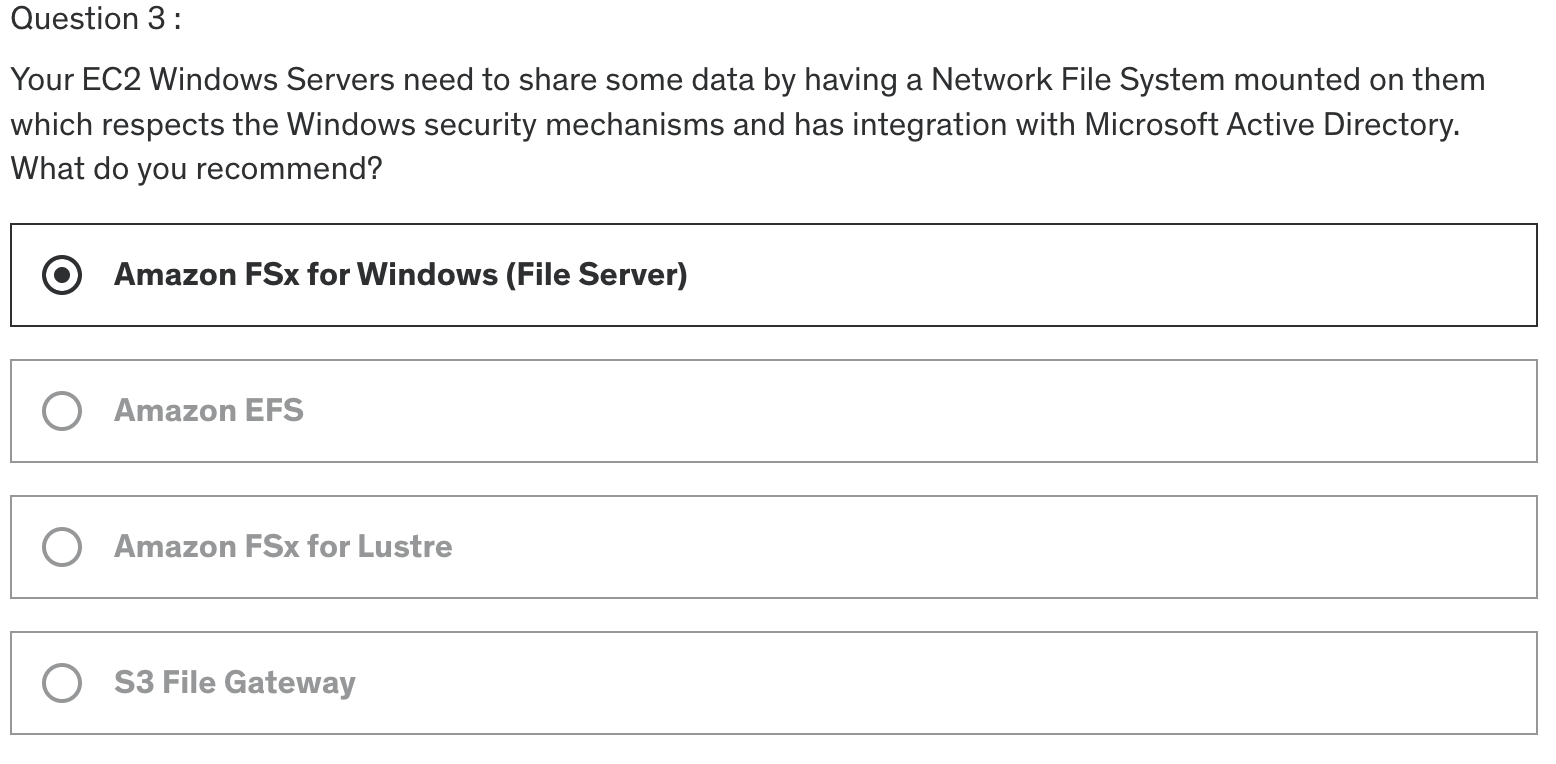 Question 3 :
Your EC2 Windows Servers need to share some data by having a Network File System mounted on them
which respects the Windows security mechanisms and has integration with Microsoft Active Directory.
What do you recommend?
Amazon FSx for Windows (File Server)
Amazon EFS
Amazon FSx for Lustre
S3 File Gateway